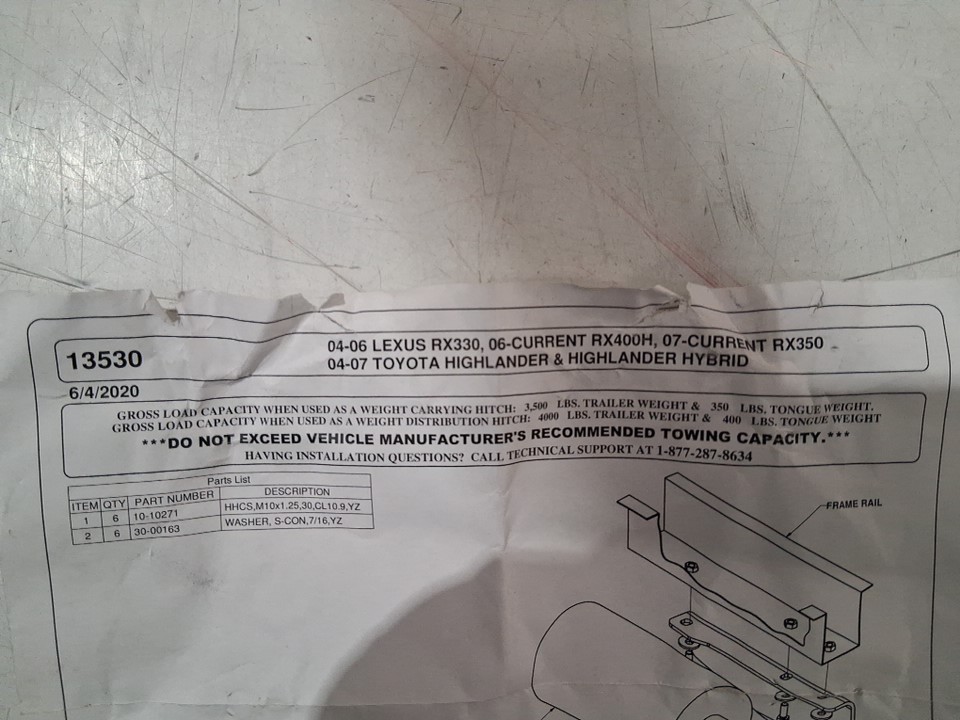 13530
04-06 LEXUS RX330, 06-CURRENT RX400H, 07-CURRENT RX350
04-07 TOYOTA HIGHLANDER & HIGHLANDER HYBRID
6/4/2020
GROSS LOAD CAPACITY WHEN USED AS A WEIGHT CARRYING HITCH: 3,500 LBS. TRAILER WEIGHT & 350 LBS. TONGUE WEIGHT.
GROSS LOAD CAPACITY WHEN USED AS A WEIGHT DISTRIBUTION HITCH: 4000 LBS. TRAILER WEIGHT & 400 LBS. TONGUE WEIGHT
***DO NOT EXCEED VEHICLE MANUFACTURER'S RECOMMENDED TOWING CAPACITY.***
HAVING INSTALLATION QUESTIONS? CALL TECHNICAL SUPPORT AT 1-877-287-8634
Parts List
ITEM QTY PART NUMBER DESCRIPTION
1 6 10-10271 HHCS,M10x1.25,30,CL10.9,YZ
2 6 30-00163 WASHER, S-CON,7/16,YZ
FRAME RAIL